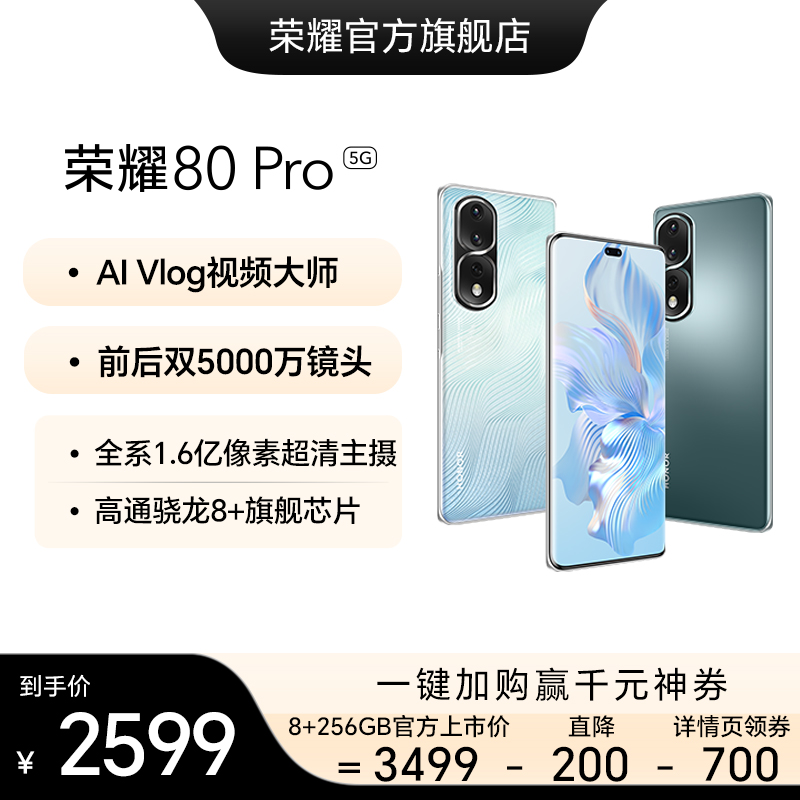 荣耀官方旗舰店
荣耀80 Pro 5G
• AI Vlog视频大师
• 前后双5000万镜头
• 全系1.6亿像素超清主摄
• 高通骁龙8+旗舰芯片
HONOR
HONOR
到手价
¥ 2599
一键加购赢千元神券
8+256GB官方上市价 直降 详情页领券
= 3499 - 200 - 700